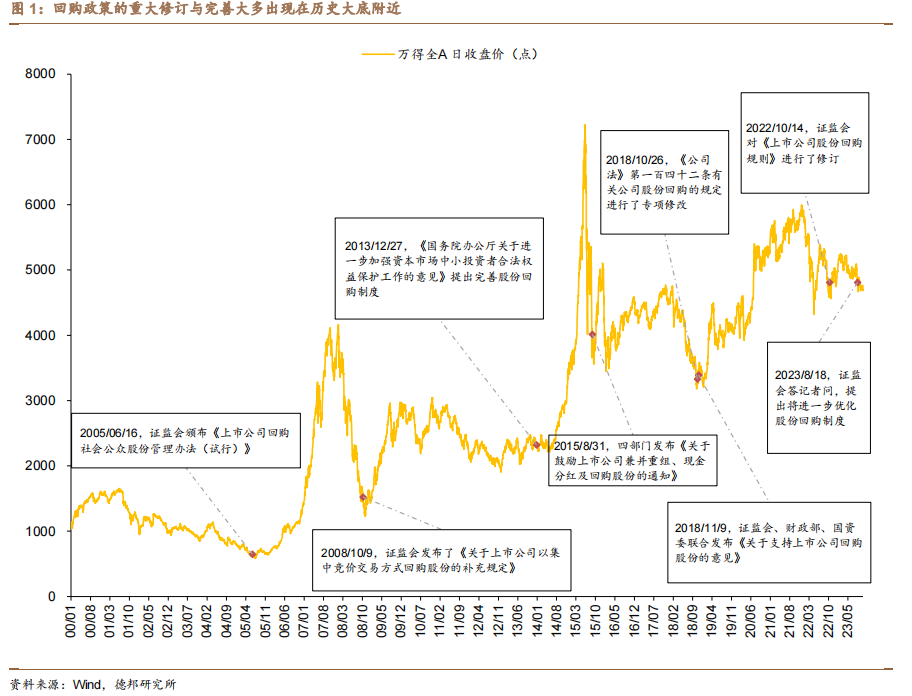 图 1：回购政策的重大修订与完善大多出现在历史大底附近
万得全A 日收盘价（点）
8000
7000
6000
5000
4000
3000
2000
1000
0
2005/06/16，证监会颁布《上市公司回购
社会公众股份管理办法（试行）》
2008/10/9，证监会发布了《关于上市公司以集
中竞价交易方式回购股份的补充规定》
2013/12/27，《国务院办公厅关于进
一步加强资本市场中小投资者合法权
益保护工作的意见》提出完善股份回
购制度
2015/8/31，四部门发布《关于
鼓励上市公司兼并重组、现金
分红及回购股份的通知》
2018/10/26，《公司
法》第一百四十二条有
关公司股份回购的规定
进行了专项修改
2018/11/9，证监会、财政部、国资
委联合发布《关于支持上市公司回购
股份的意见》
2022/10/14，证监会
对《上市公司股份回购
规则》进行了修订
2023/8/18，证监
会答记者问，提
出将进一步优化
股份回购制度
00/01
00/08
01/03
01/10
02/05
02/12
03/07
04/02
04/09
05/04
05/11
06/06
07/01
07/08
08/03
08/10
09/05
09/12
10/07
11/02
11/09
12/04
12/11
13/06
14/01
14/08
15/03
15/10
16/05
16/12
17/07
18/02
18/09
19/04
19/11
20/06
21/01
21/08
22/03
22/10
23/05
资料来源：Wind，德邦研究所